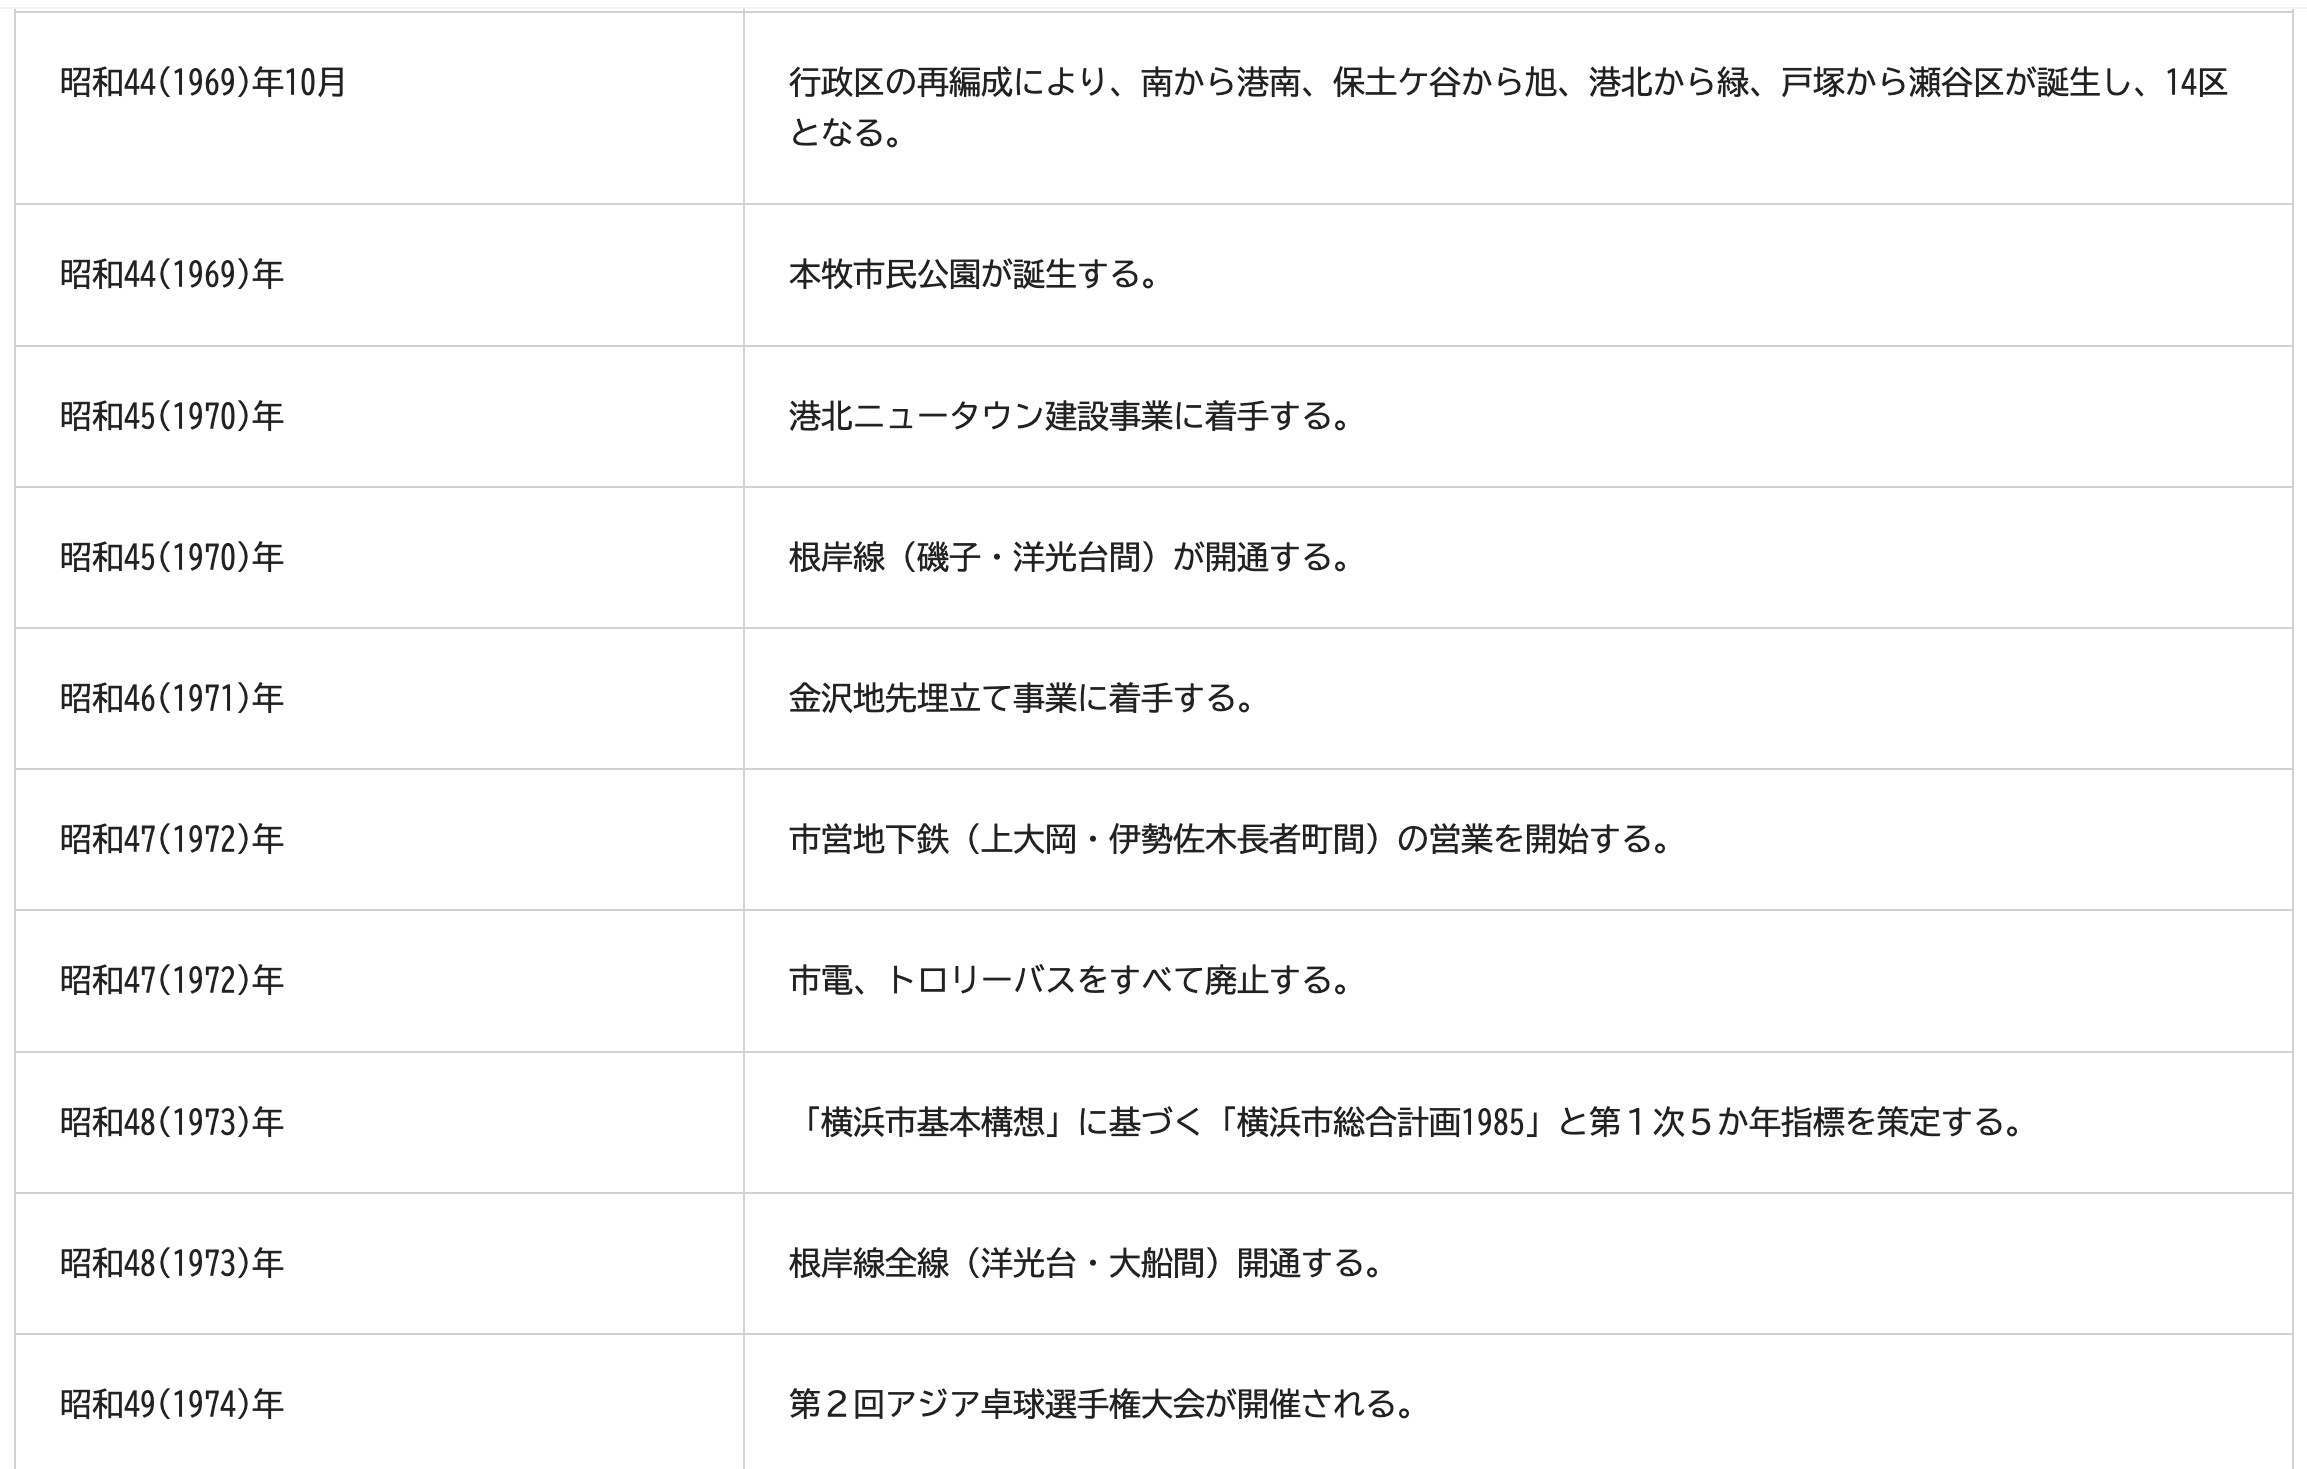 昭和44(1969)年10月
行政区の再編成により、南から港南、保土ケ谷から旭、港北から緑、戸塚から瀬谷区が誕生し、14区
となる。
昭和44(1969)年
本牧市民公園が誕生する。
昭和45(1970)年
港北ニュータウン建設事業に着手する。
昭和45(1970)年
根岸線（磯子・洋光台間）が開通する。
昭和46(1971)年
金沢地先埋立て事業に着手する。
昭和47(1972)年
市営地下鉄（上大岡・伊勢佐木長者町間）の営業を開始する。
昭和47(1972)年
市電、トロリーバスをすべて廃止する。
昭和48(1973)年
「横浜市基本構想」に基づく「横浜市総合計画1985」と第１次５か年指標を策定する。
昭和48(1973)年
根岸線全線（洋光台・大船間）開通する。
昭和49(1974)年
第２回アジア卓球選手権大会が開催される。